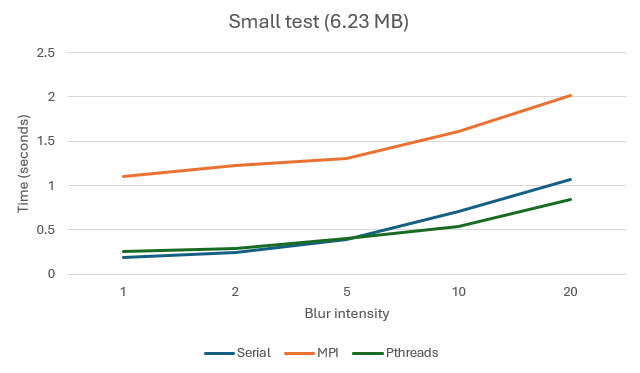 Small test (6.23 MB)
2.5
2
1.5
1
0.5
0
Time (seconds)
1 2 5 10 20
Blur intensity
Serial MPI Pthreads